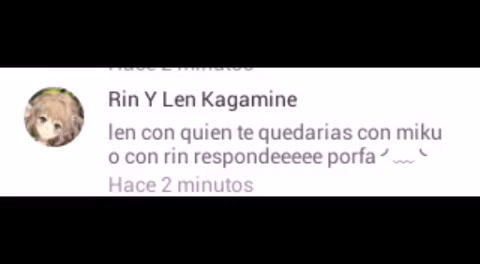 Rin Y Len Kagamine
len con quien te quedarias con miku
o con rin respondeeeee porfa ╯﹏╰
Hace 2 minutos